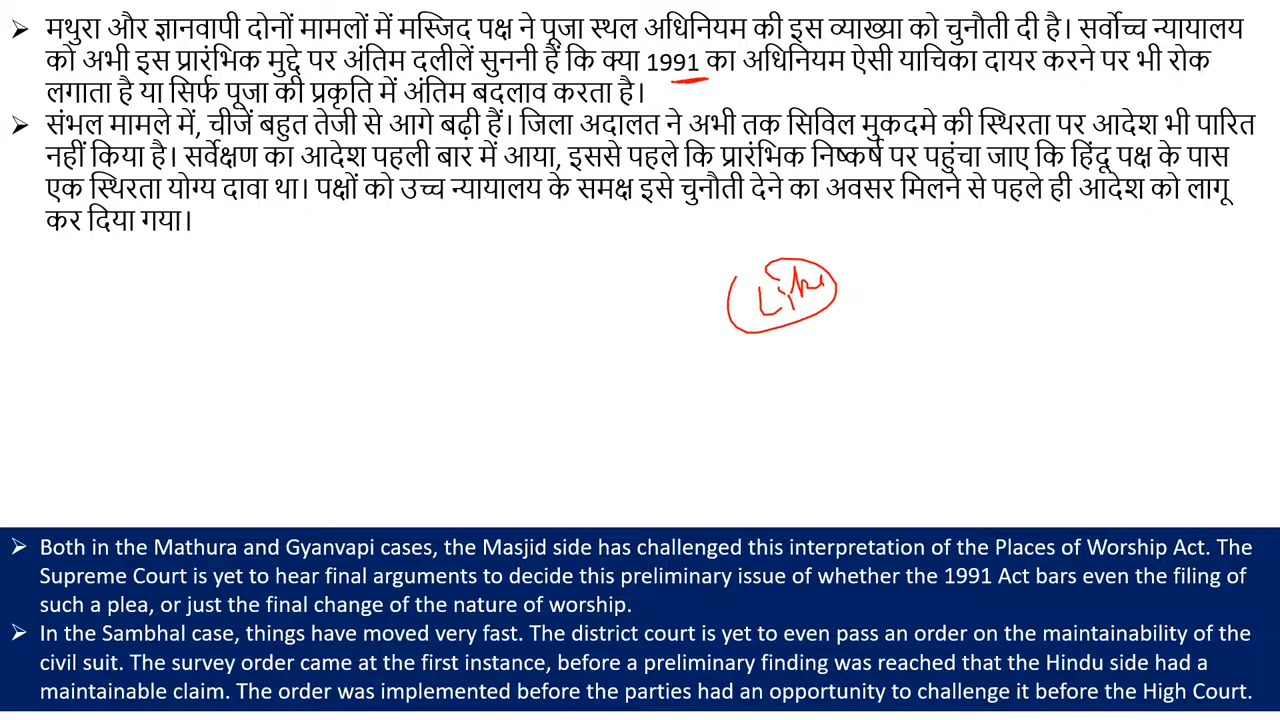 ➢ मथुरा और ज्ञानवापी दोनों मामलों में मस्जिद पक्ष ने पूजा स्थल अधिनियम की इस व्याख्या को चुनौती दी है। सर्वोच्च न्यायालय
को अभी इस प्रारंभिक मुद्दे पर अंतिम दलीलें सुननी हैं कि क्या 1991 का अधिनियम ऐसी याचिका दायर करने पर भी रोक
लगाता है या सिर्फ पूजा की प्रकृति में अंतिम बदलाव करता है।
➢ संभल मामले में, चीजें बहुत तेजी से आगे बढ़ी हैं। जिला अदालत ने अभी तक सिविल मुकदमे की स्थिरता पर आदेश भी पारित
नहीं किया है। सर्वेक्षण का आदेश पहली बार में आया, इससे पहले कि प्रारंभिक निष्कर्ष पर पहुंचा जाए कि हिंदू पक्ष के पास
एक स्थिरता योग्य दावा था। पक्षों को उच्च न्यायालय के समक्ष इसे चुनौती देने का अवसर मिलने से पहले ही आदेश को लागू
कर दिया गया।
Like
➢ Both in the Mathura and Gyanvapi cases, the Masjid side has challenged this interpretation of the Places of Worship Act. The
Supreme Court is yet to hear final arguments to decide this preliminary issue of whether the 1991 Act bars even the filing of
such a plea, or just the final change of the nature of worship.
➢ In the Sambhal case, things have moved very fast. The district court is yet to even pass an order on the maintainability of the
civil suit. The survey order came at the first instance, before a preliminary finding was reached that the Hindu side had a
maintainable claim. The order was implemented before the parties had an opportunity to challenge it before the High Court.